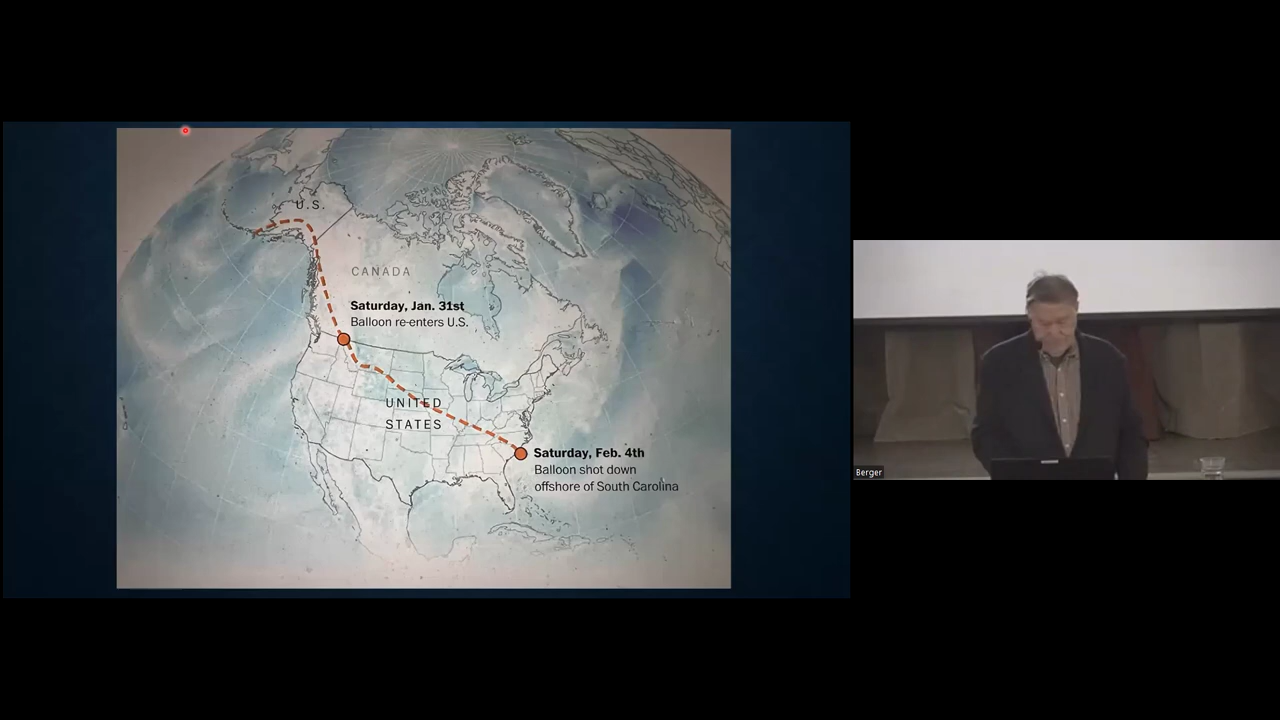 U.S.
CANADA
Saturday, Jan. 31st
Balloon re-enters U.S.
UNITED
STATES
Saturday, Feb. 4th
Balloon shot down
offshore of South Carolina
Berger